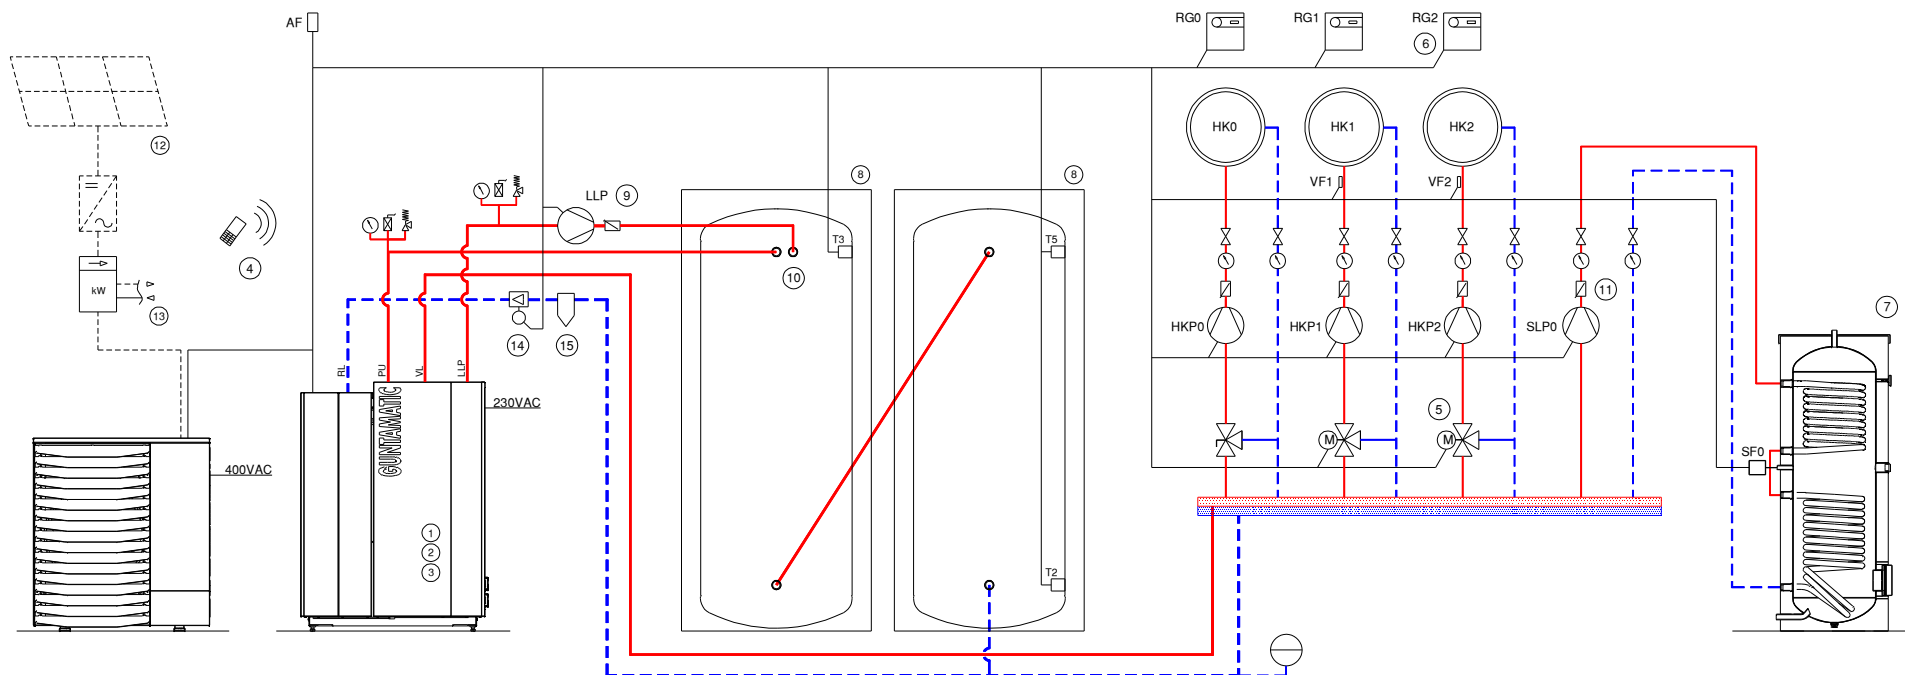 AF
RG0
RG1
RG2
6
12
HK0
HK1
HK2
8
8
VF1
VF2
LLP
9
4
T3
T5
10
kW
13
11
7
14
15
HKP0
HKP1
HKP2
SLP0
RL
PU
VL
LLP
230VAC
GUNTAMATIC
5
M
M
400VAC
SF0
1
2
3
T2